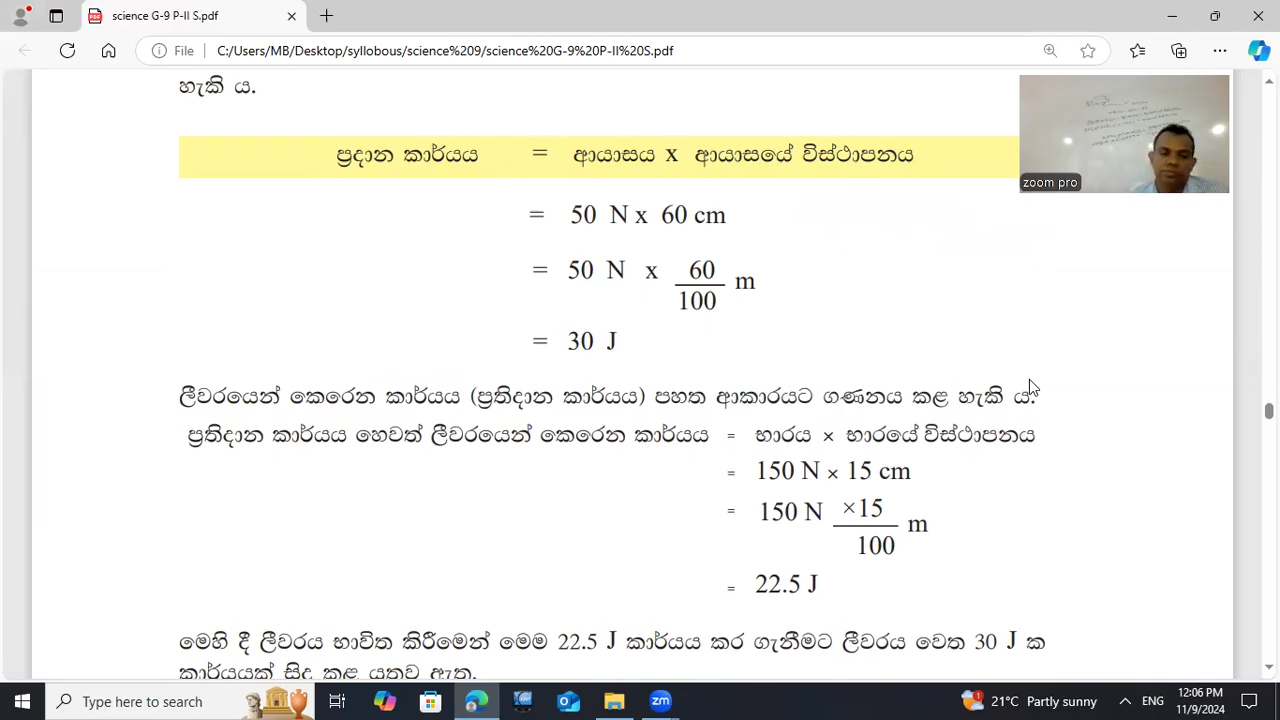 science G-9 P-II S.pdf
File
C:/Users/MB/Desktop/syllobous/science%209/science%20G-9%20P-II%20S.pdf
හැකි ය.
ප්‍රදාන කාර්යය = ආයාසය x ආයාසයේ විස්ථාපනය
= 50 N x 60 cm
= 50 N x 60
100 m
= 30 J
ලීවරයෙන් කෙරෙන කාර්යය (ප්‍රතිදාන කාර්යය) පහත ආකාරයට ගණනය කළ හැකි ය.
ප්‍රතිදාන කාර්යය හෙවත් ලීවරයෙන් කෙරෙන කාර්යය = භාරය × භාරයේ විස්ථාපනය
= 150 N × 15 cm
= 150 N ×15
100 m
= 22.5 J
මෙහි දී ලීවරය භාවිත කිරීමෙන් මෙම 22.5 J කාර්යය කර ගැනීමට ලීවරය වෙත 30 J ක
කාර්යයක් සිදු කළ යුතුව ඇත.
zoom pro
Type here to search
21°C Partly sunny
ENG
12:06 PM
11/9/2024